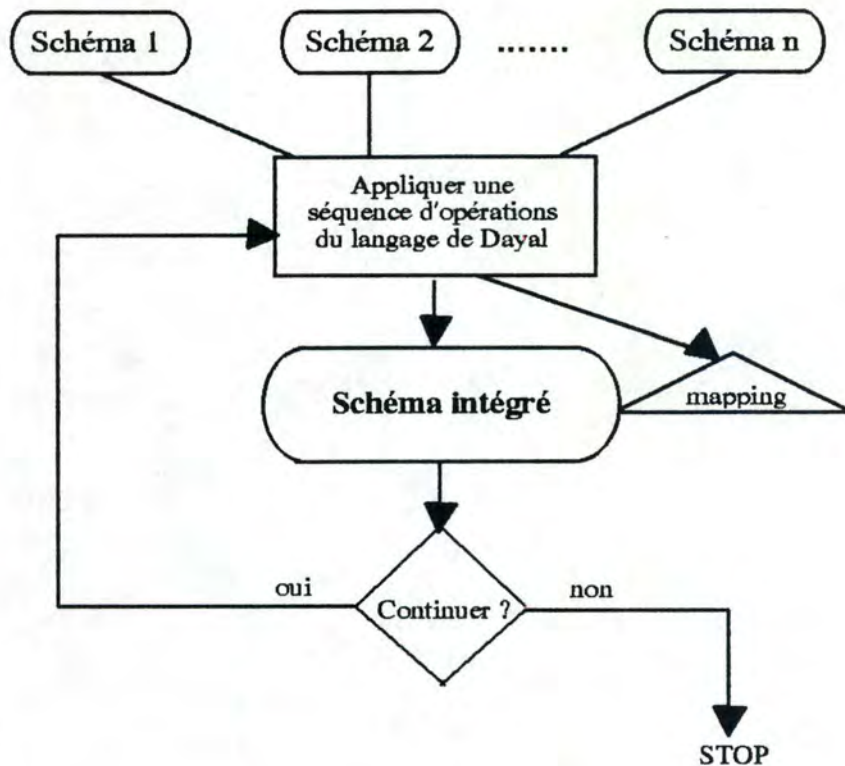 Schéma 1
Schéma 2
.......
Schéma n
Appliquer une
séquence d'opérations
du langage de Dayal
Schéma intégré
mapping
oui
Continuer ?
non
STOP